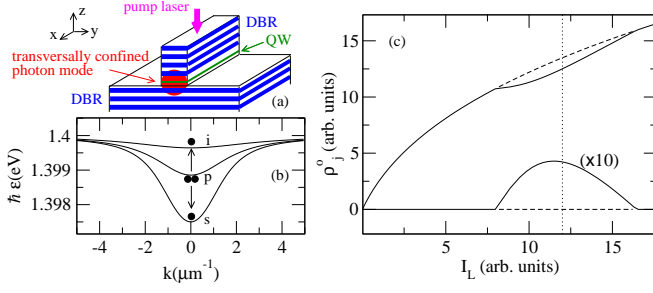 z
y
x
pump laser
DBR
QW
transversally confined
photon mode
DBR
(a)
ħ ε(eV)
1.4
1.399
1.398
i
p
s
(b)
-4 -2 0 2 4
k(μm⁻¹)
(c)
ρ°ⱼ (arb. units)
15
10
5
0
(x10)
5 10 15
I_L (arb. units)